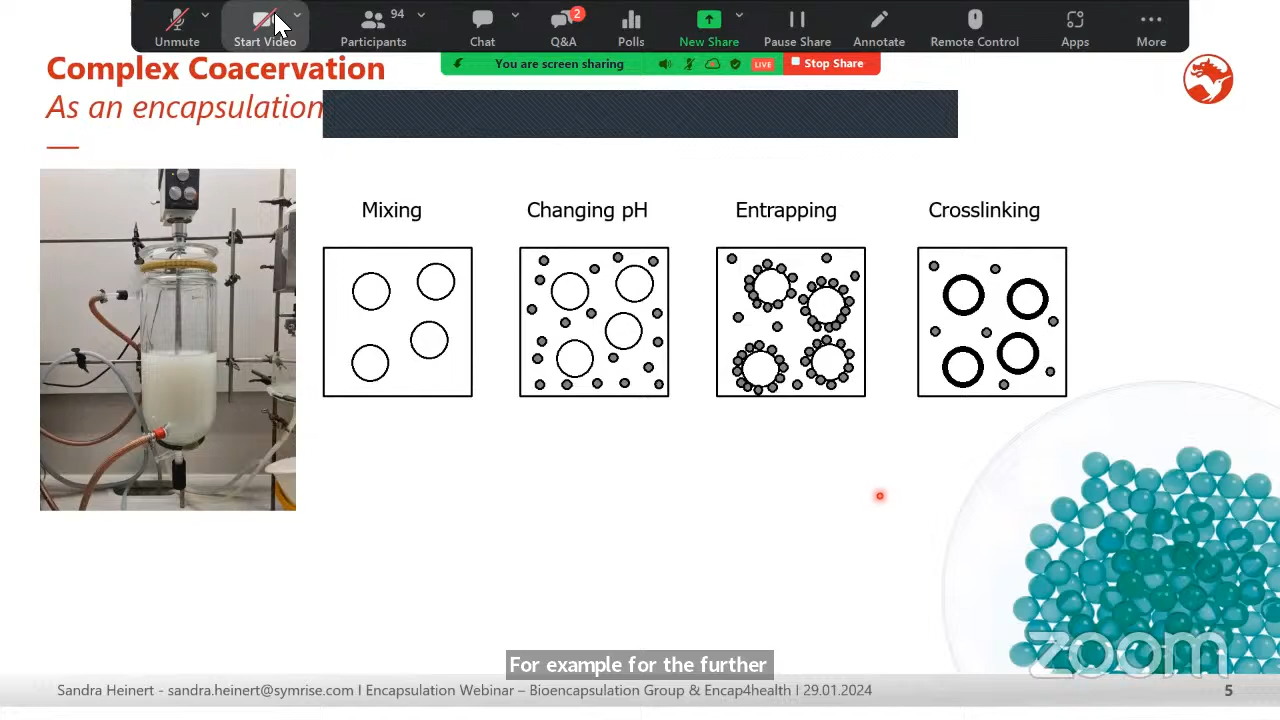 Unmute
Start Video
94
Participants
Chat
2
Q&A
Polls
New Share
Pause Share
Annotate
Remote Control
Apps
More
You are screen sharing
LIVE
Stop Share
Complex Coacervation
As an encapsulation
Mixing
Changing pH
Entrapping
Crosslinking
zoom
For example for the further
Sandra Heinert - sandra.heinert@symrise.com I Encapsulation Webinar – Bioencapsulation Group & Encap4health I 29.01.2024
5